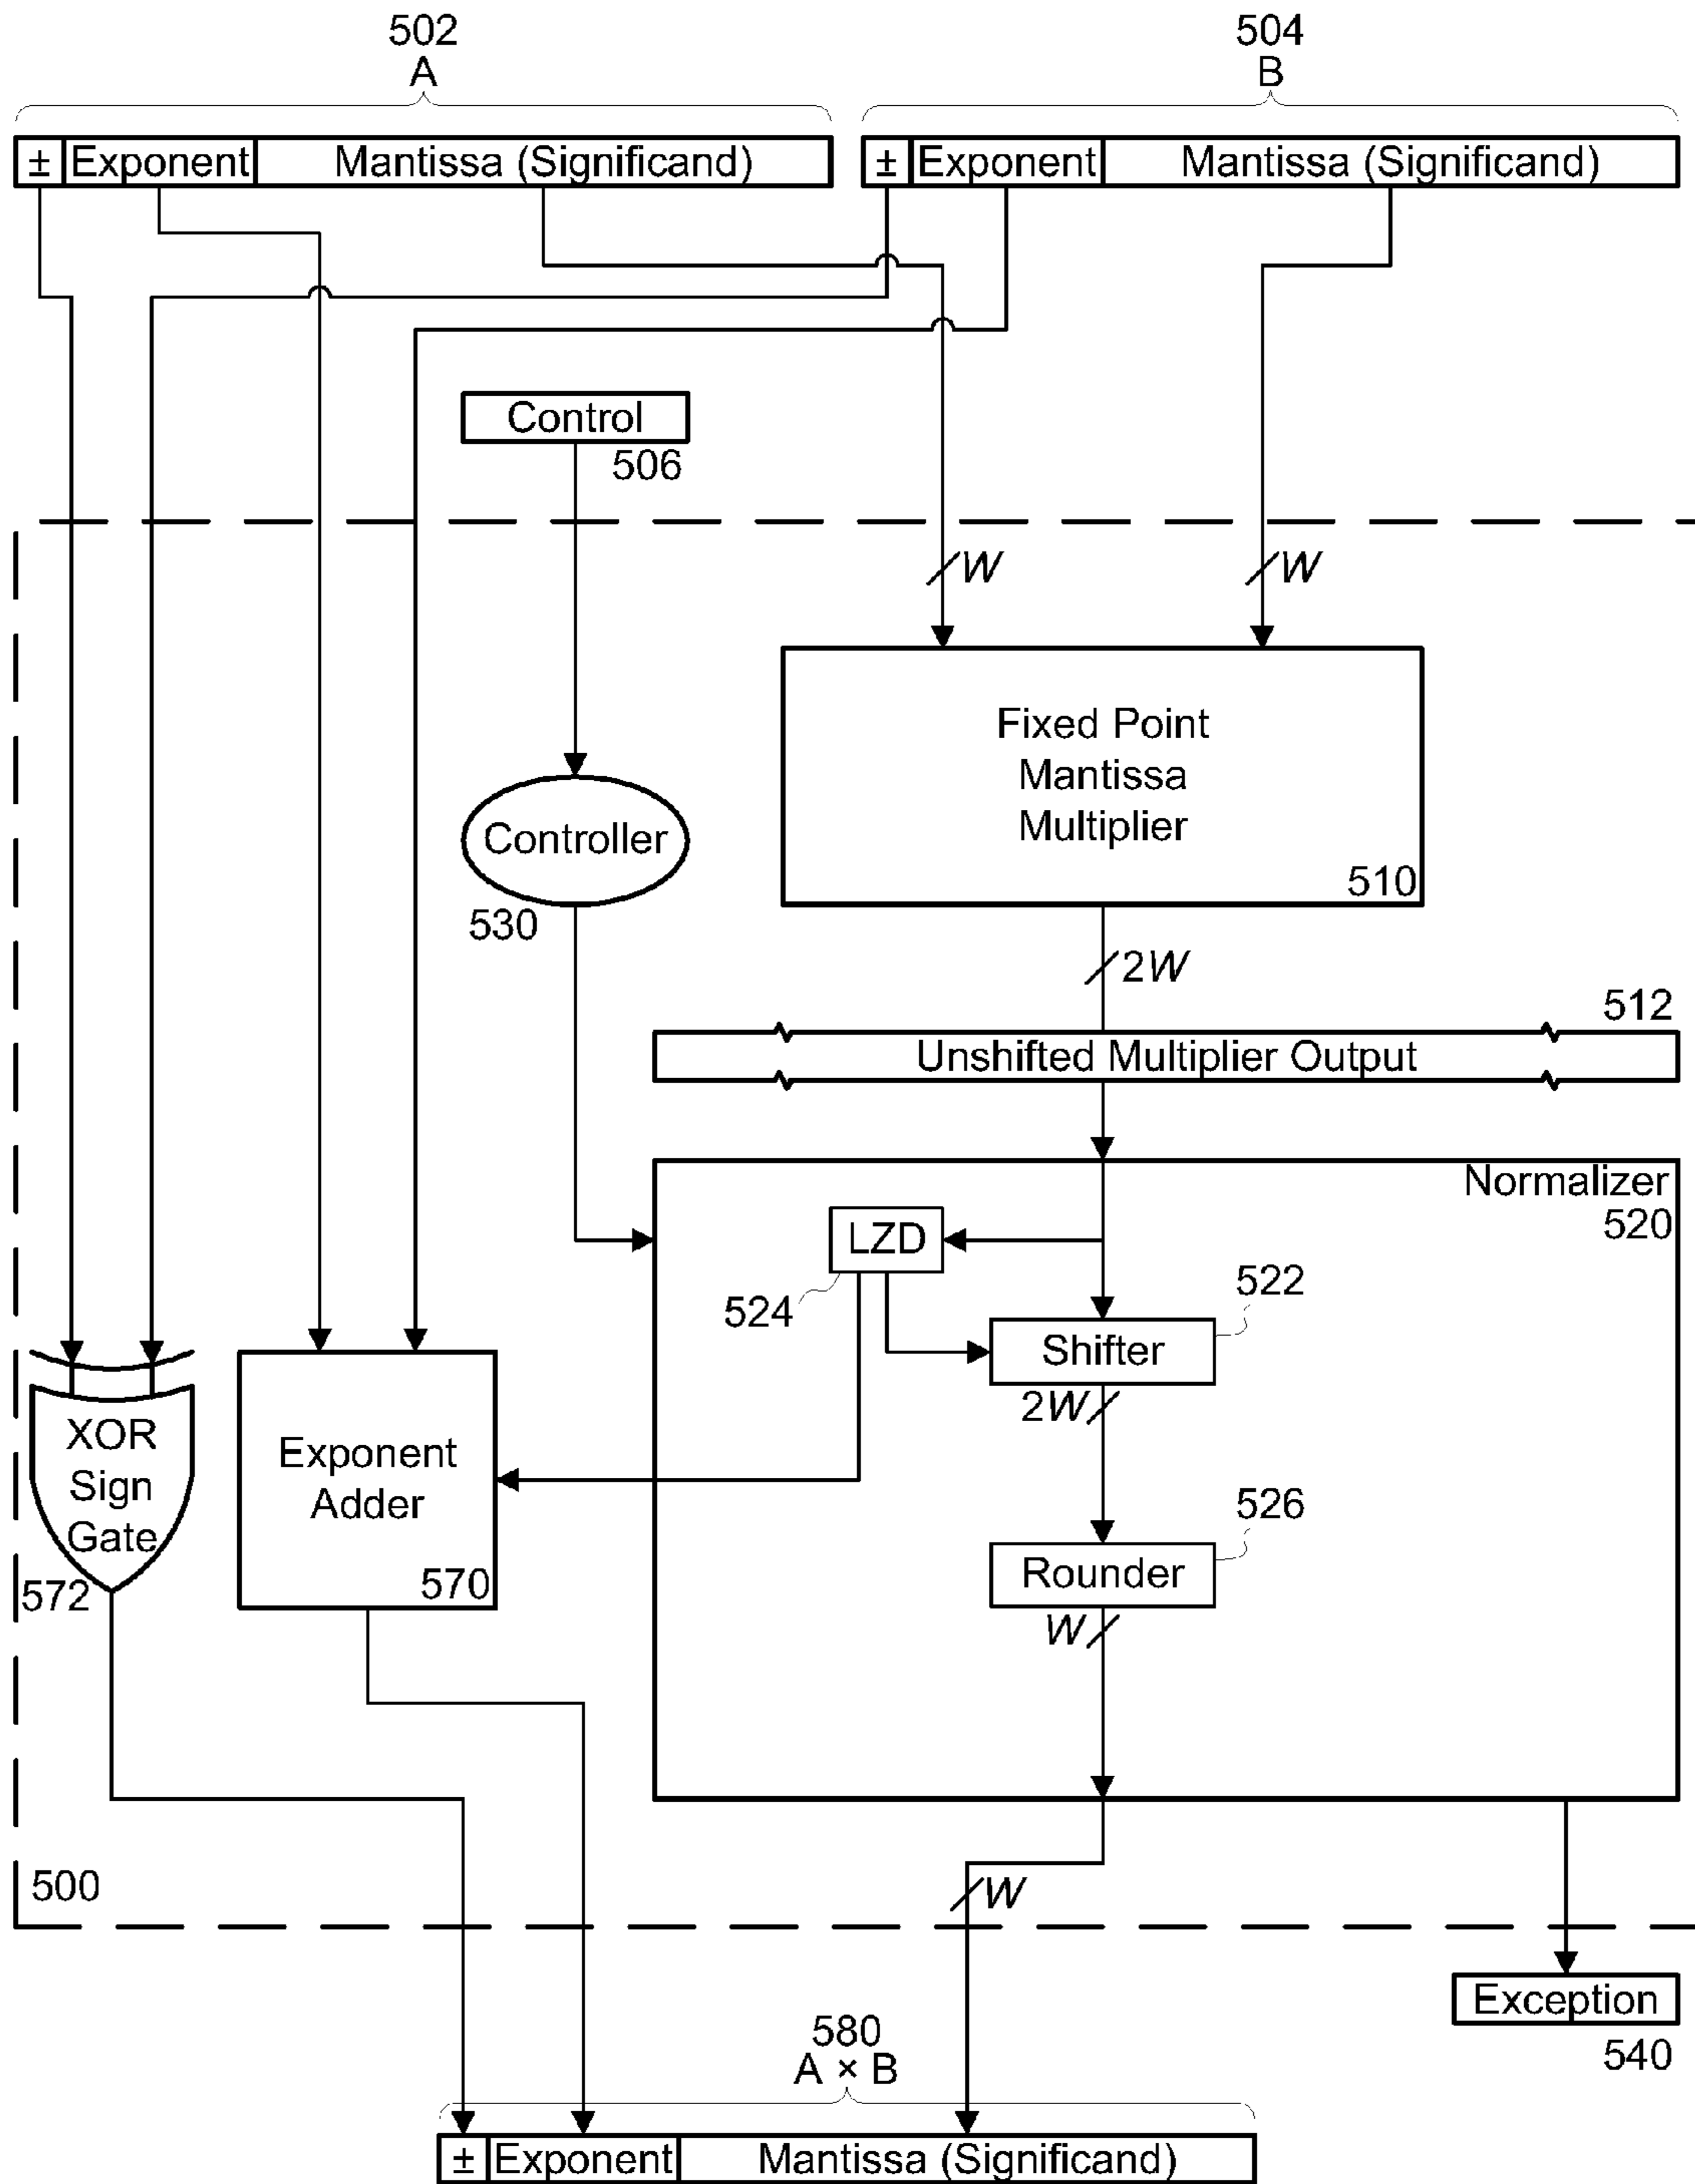 502
A
504
B
± Exponent Mantissa (Significand)
± Exponent Mantissa (Significand)
Control
506
W
W
Fixed Point
Mantissa
Multiplier
510
Controller
530
2W
512
Unshifted Multiplier Output
Normalizer
520
LZD
524
522
Shifter
2W
XOR
Sign
Gate
572
Exponent
Adder
570
526
Rounder
W
500
W
Exception
540
580
A × B
± Exponent Mantissa (Significand)